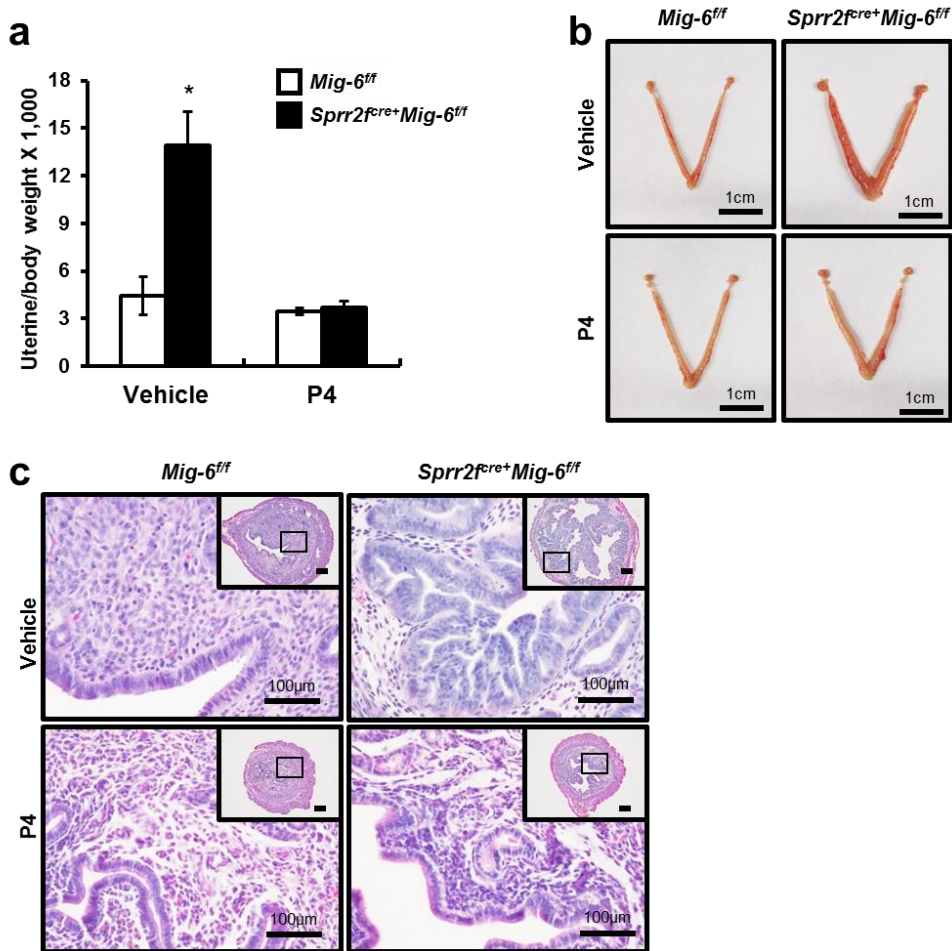 a
Uterine/body weight X 1,000
18
15
12
9
6
3
0
*
Mig-6f/f
Sprr2fcre+Mig-6f/f
Vehicle
P4
b
Mig-6f/f
Sprr2fcre+Mig-6f/f
Vehicle
1cm
1cm
P4
1cm
1cm
c
Mig-6f/f
Sprr2fcre+Mig-6f/f
Vehicle
100µm
100µm
P4
100µm
100µm